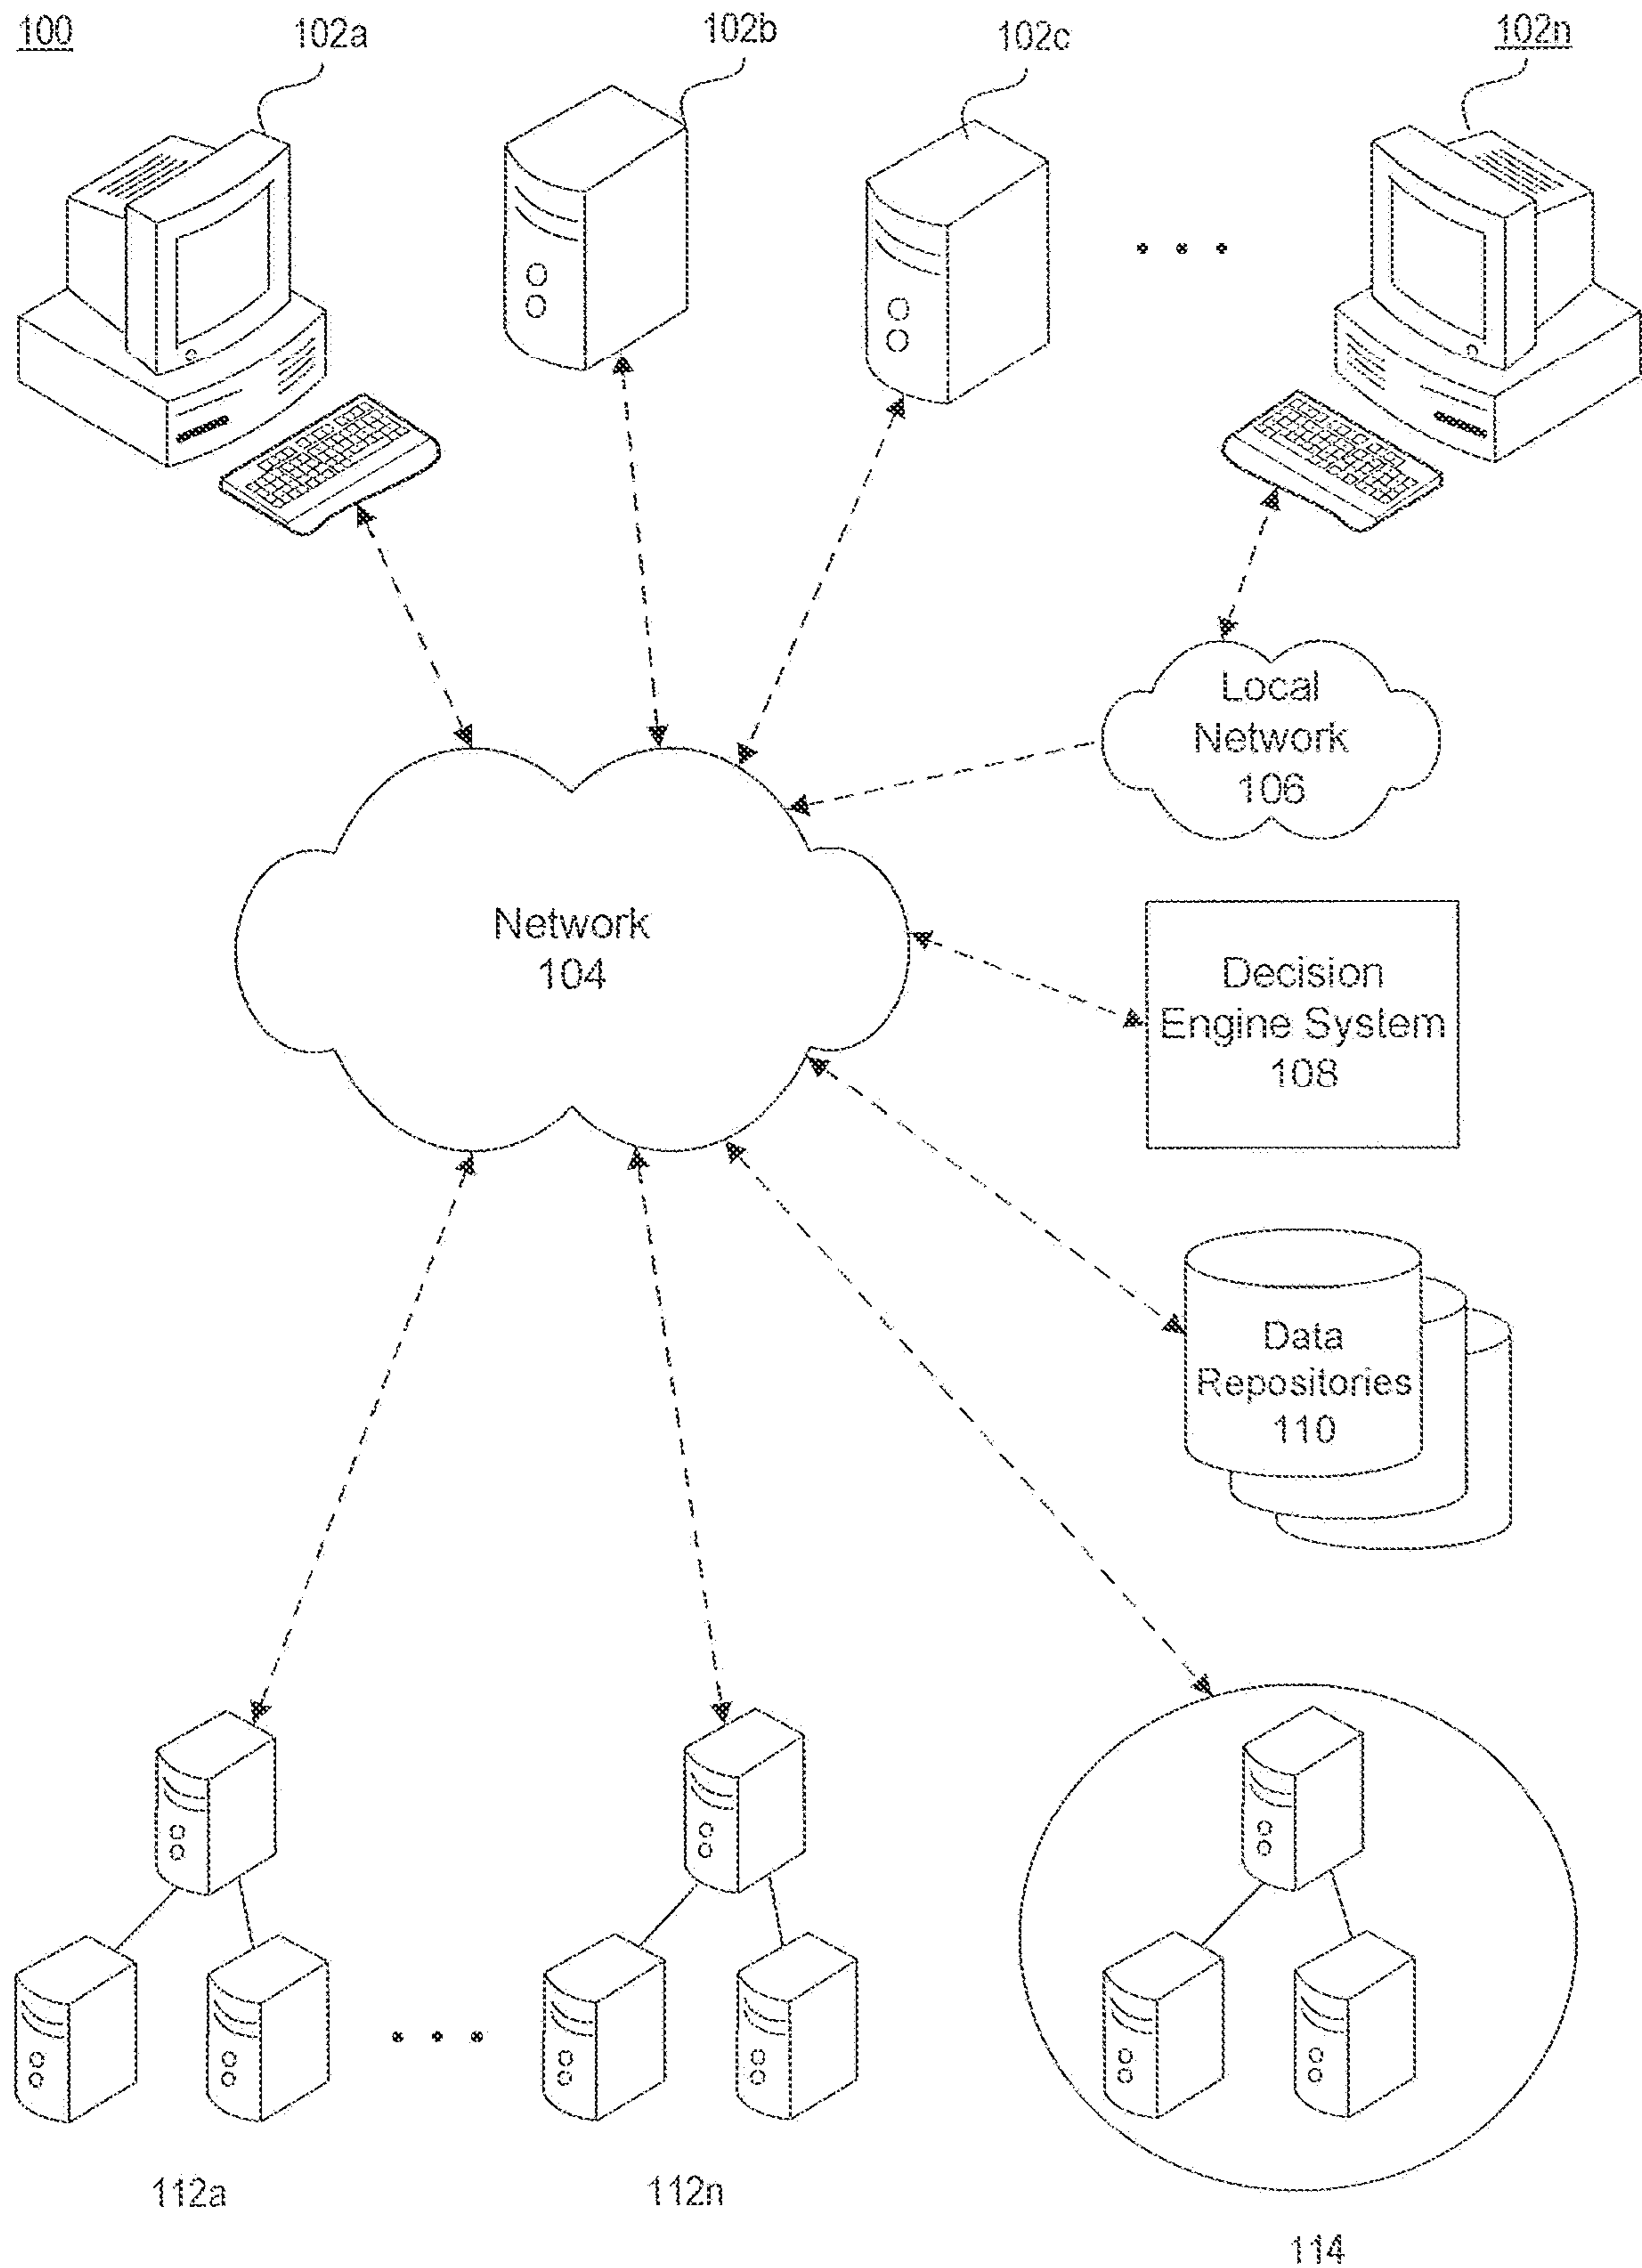 100
102a
102b
102c
102n
Local
Network
106
Network
104
Decision
Engine System
108
Data
Repositories
110
112a
112n
114